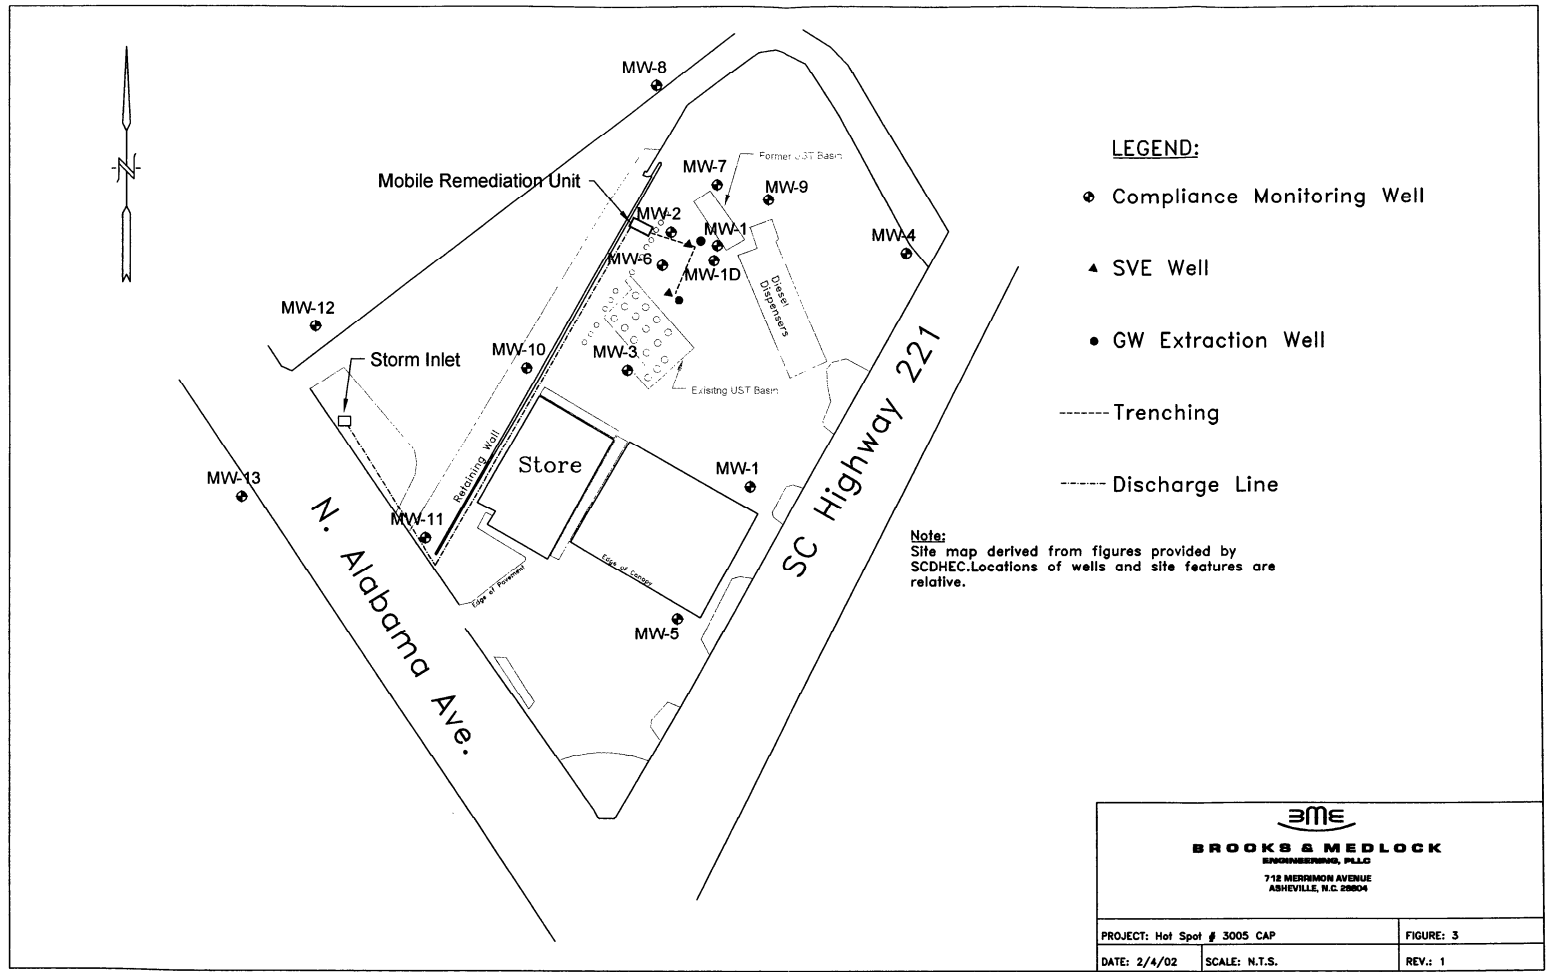 MW-8
Mobile Remediation Unit
MW-7
Former UST Basin
MW-9
MW-2
MW-1
MW-4
MW-6
MW-1D
Diesel
Dispensers
MW-12
Storm Inlet
MW-10
MW-3
Exisitng UST Basin
Retaining Wall
Store
MW-1
MW-13
MW-11
Edge of Canopy
Edge of Pavement
MW-5
N. Alabama Ave.
SC Highway 221
N
LEGEND:
Compliance Monitoring Well
SVE Well
GW Extraction Well
Trenching
Discharge Line
Note:
Site map derived from figures provided by
SCDHEC.Locations of wells and site features are
relative.
BME
BROOKS & MEDLOCK
ENGINEERING, PLLC
712 MERRIMON AVENUE
ASHEVILLE, N.C. 28804
PROJECT: Hot Spot # 3005 CAP
FIGURE: 3
DATE: 2/4/02
SCALE: N.T.S.
REV.: 1